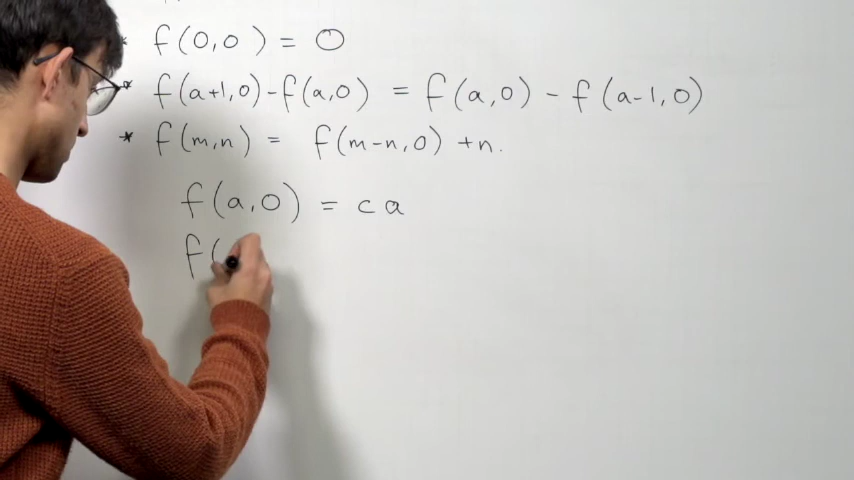 * f(0,0) = 0
* f(a+1,0)-f(a,0) = f(a,0) - f(a-1,0)
* f(m,n) = f(m-n,0) +n.
f(a,0) = ca
f(